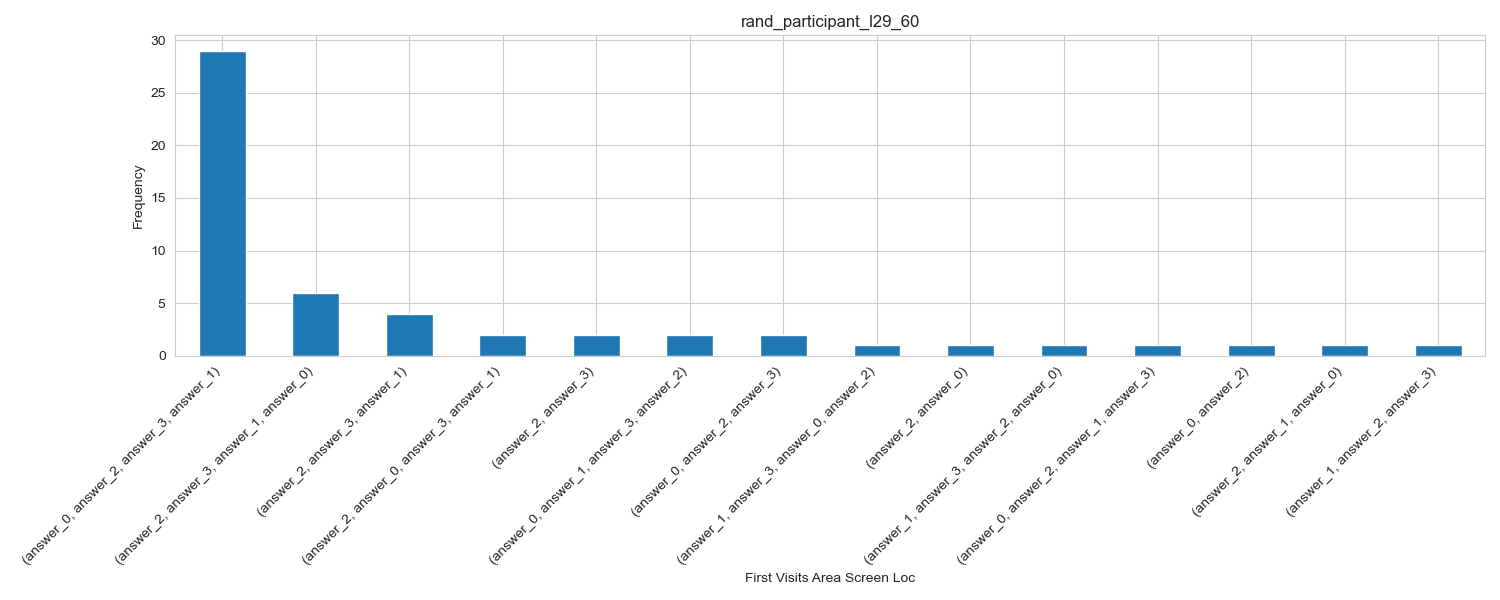 rand_participant_l29_60
30
25
20
15
10
5
0
Frequency
(answer_0, answer_2, answer_3, answer_1)
(answer_2, answer_3, answer_1, answer_0)
(answer_2, answer_3, answer_1)
(answer_2, answer_0, answer_3, answer_1)
(answer_2, answer_3)
(answer_0, answer_1, answer_3, answer_2)
(answer_0, answer_2, answer_3)
(answer_1, answer_3, answer_0, answer_2)
(answer_2, answer_0)
(answer_1, answer_3, answer_2, answer_0)
(answer_0, answer_2, answer_1, answer_3)
(answer_0, answer_2)
(answer_2, answer_1, answer_0)
(answer_1, answer_2, answer_3)
First Visits Area Screen Loc